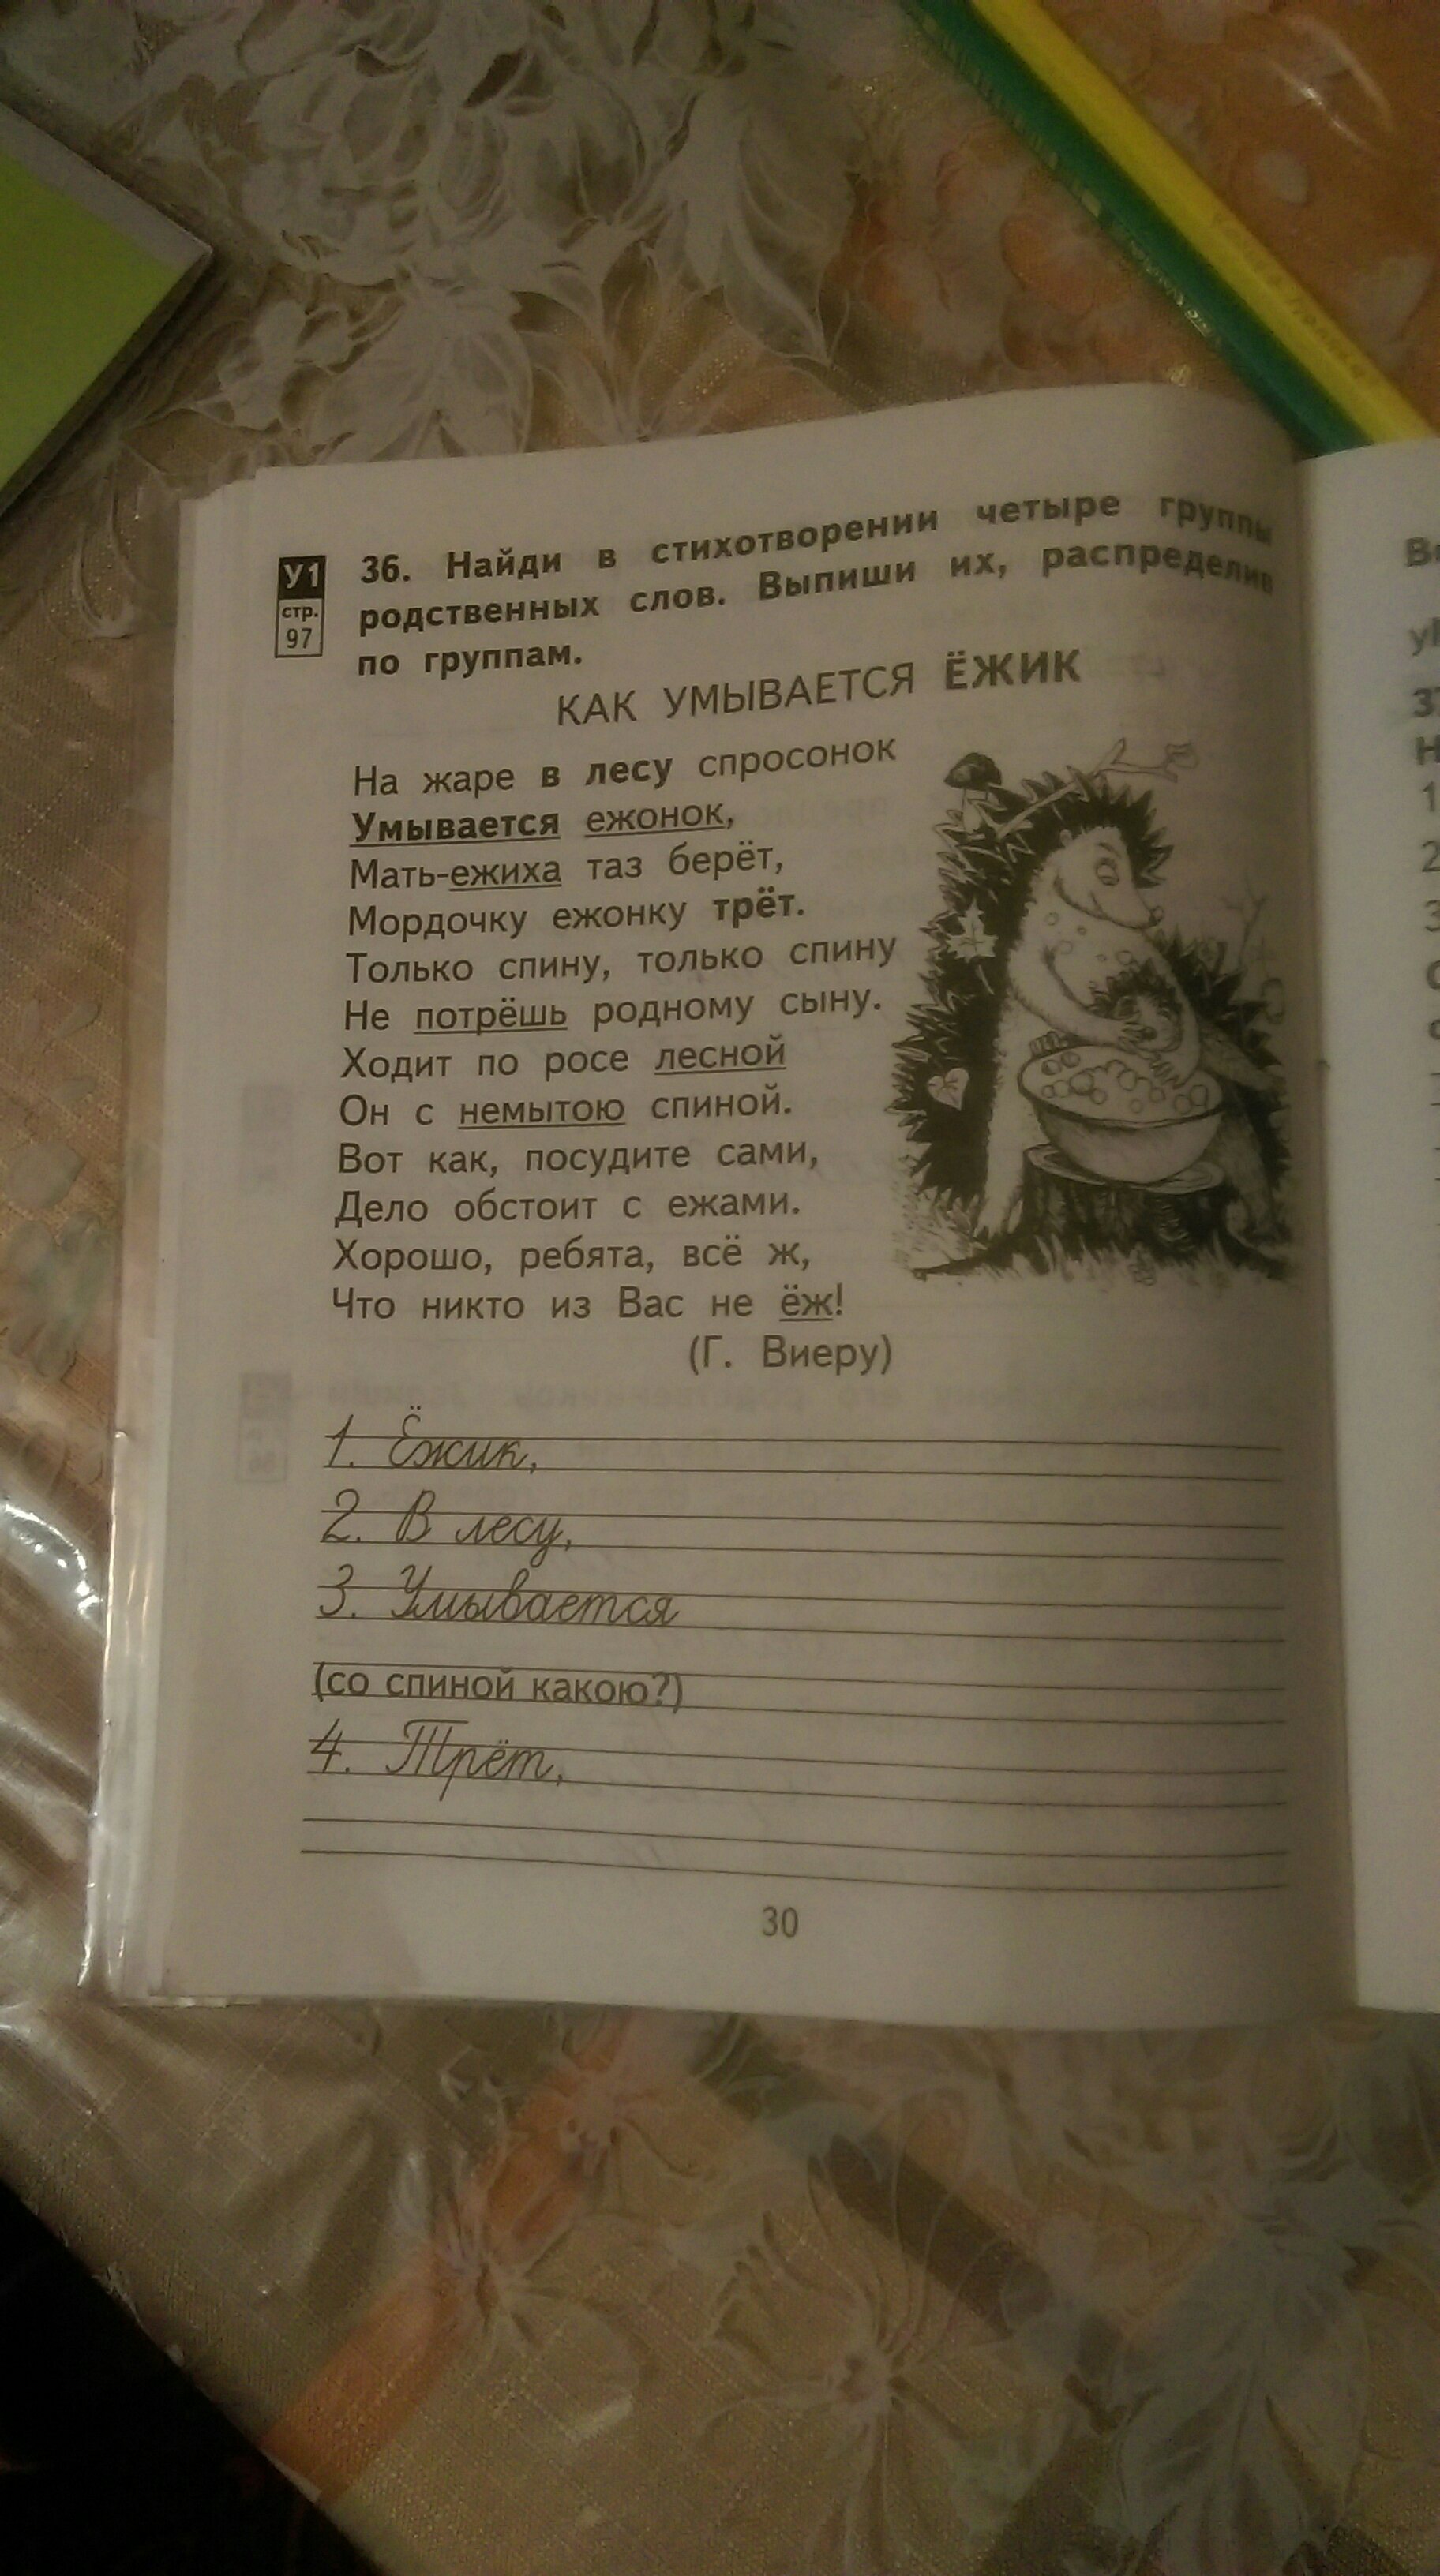 У1
стр.
97
36. Найди в стихотворении четыре группы
родственных слов. Выпиши их, распределив
по группам.
КАК УМЫВАЕТСЯ ЁЖИК
На жаре в лесу спросонок
Умывается ежонок,
Мать-ежиха таз берёт,
Мордочку ежонку трёт.
Только спину, только спину
Не потрёшь родному сыну.
Ходит по росе лесной
Он с немытою спиной.
Вот как, посудите сами,
Дело обстоит с ежами.
Хорошо, ребята, всё ж,
Что никто из Вас не ёж!
(Г. Виеру)
1. Ёжик,
2. В лесу,
3. Умывается
(со спиной какою?)
4. Трёт,
30